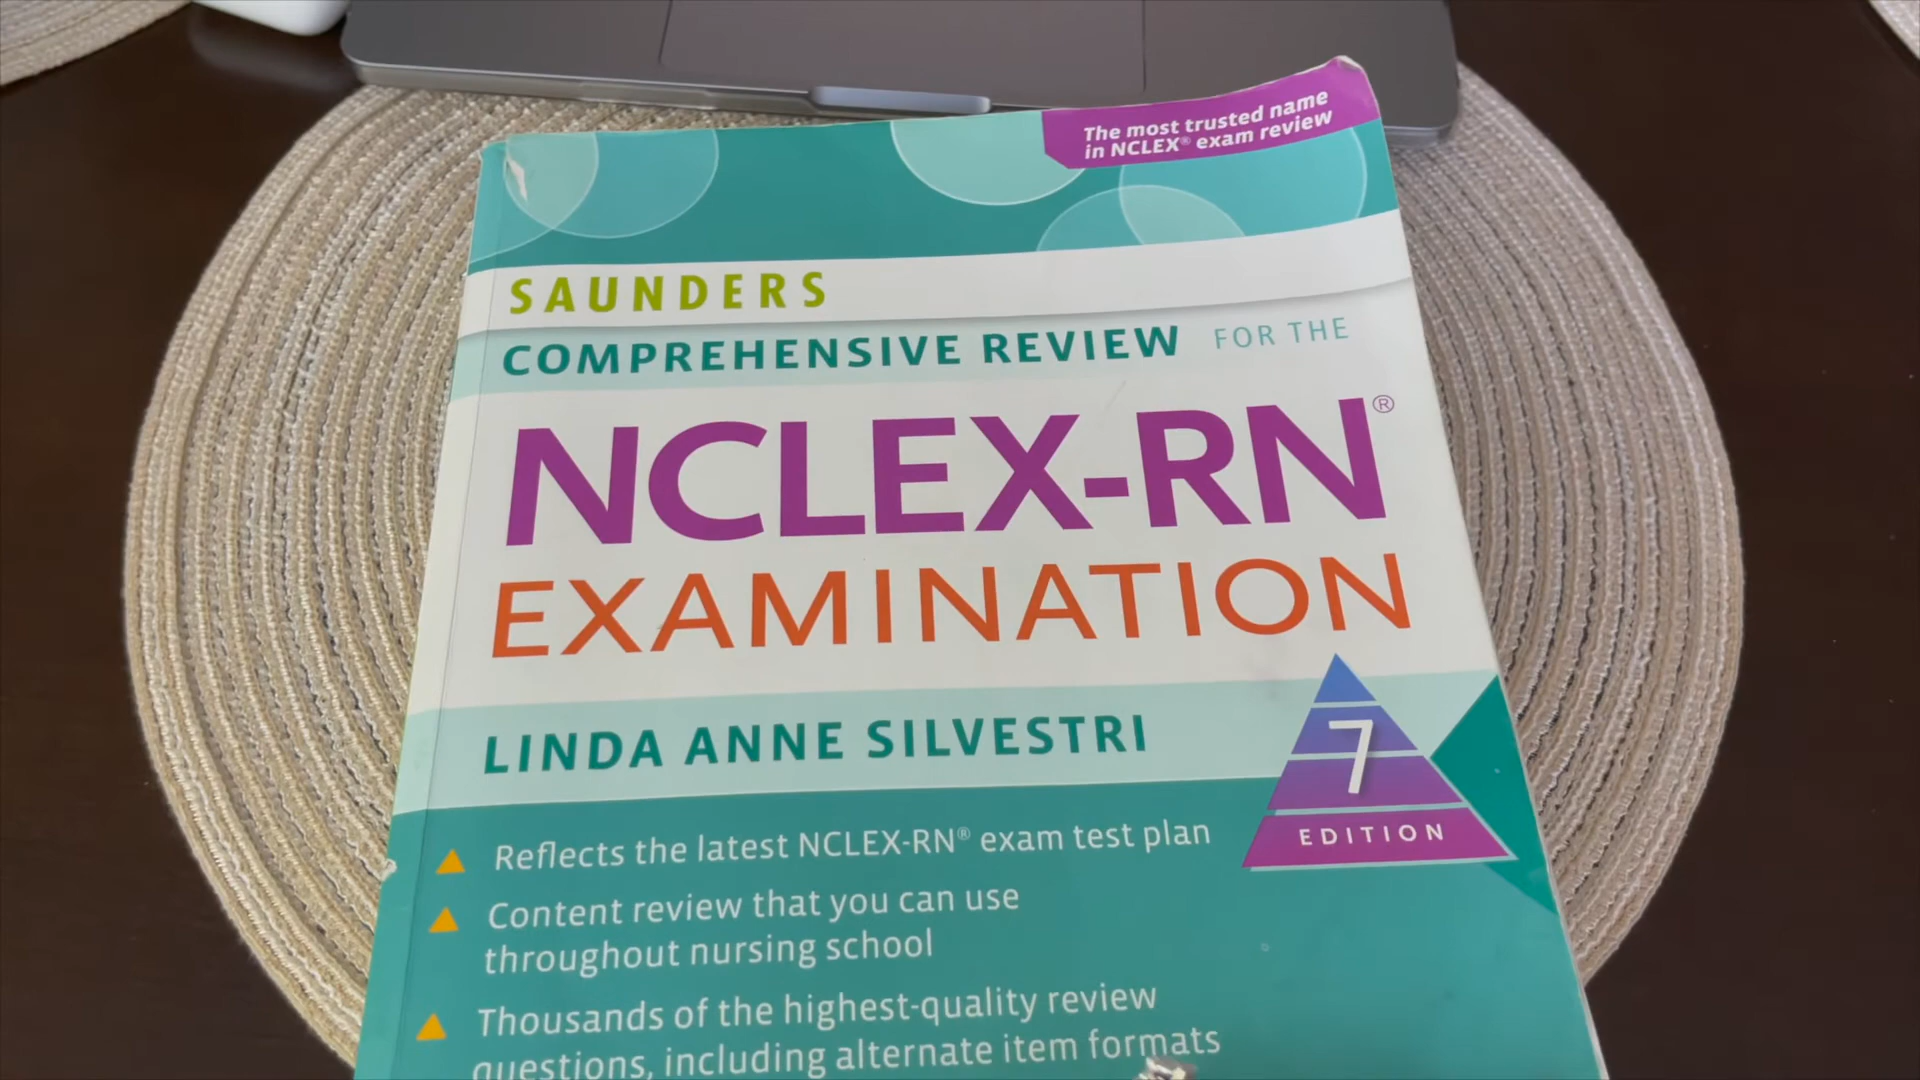 The most trusted name
in NCLEX® exam review
SAUNDERS
COMPREHENSIVE REVIEW FOR THE
NCLEX-RN®
EXAMINATION
LINDA ANNE SILVESTRI
7
EDITION
Reflects the latest NCLEX-RN® exam test plan
Content review that you can use
throughout nursing school
Thousands of the highest-quality review
questions, including alternate item formats